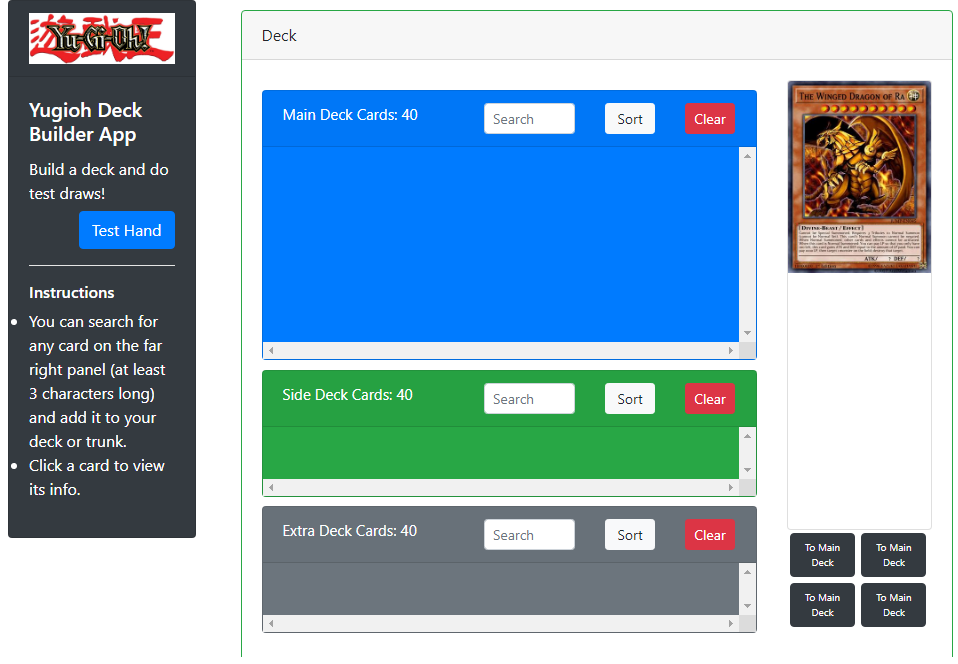 遊戯王
Yu-Gi-Oh!
Yugioh Deck
Builder App
Build a deck and do
test draws!
Test Hand
Instructions
You can search for
any card on the far
right panel (at least
3 characters long)
and add it to your
deck or trunk.
Click a card to view
its info.
Deck
Main Deck Cards: 40
Search
Sort
Clear
Side Deck Cards: 40
Search
Sort
Clear
Extra Deck Cards: 40
Search
Sort
Clear
The Winged Dragon of Ra
[Divine-Beast / Effect]
ATK/ ? DEF/ ?
To Main
Deck
To Main
Deck
To Main
Deck
To Main
Deck